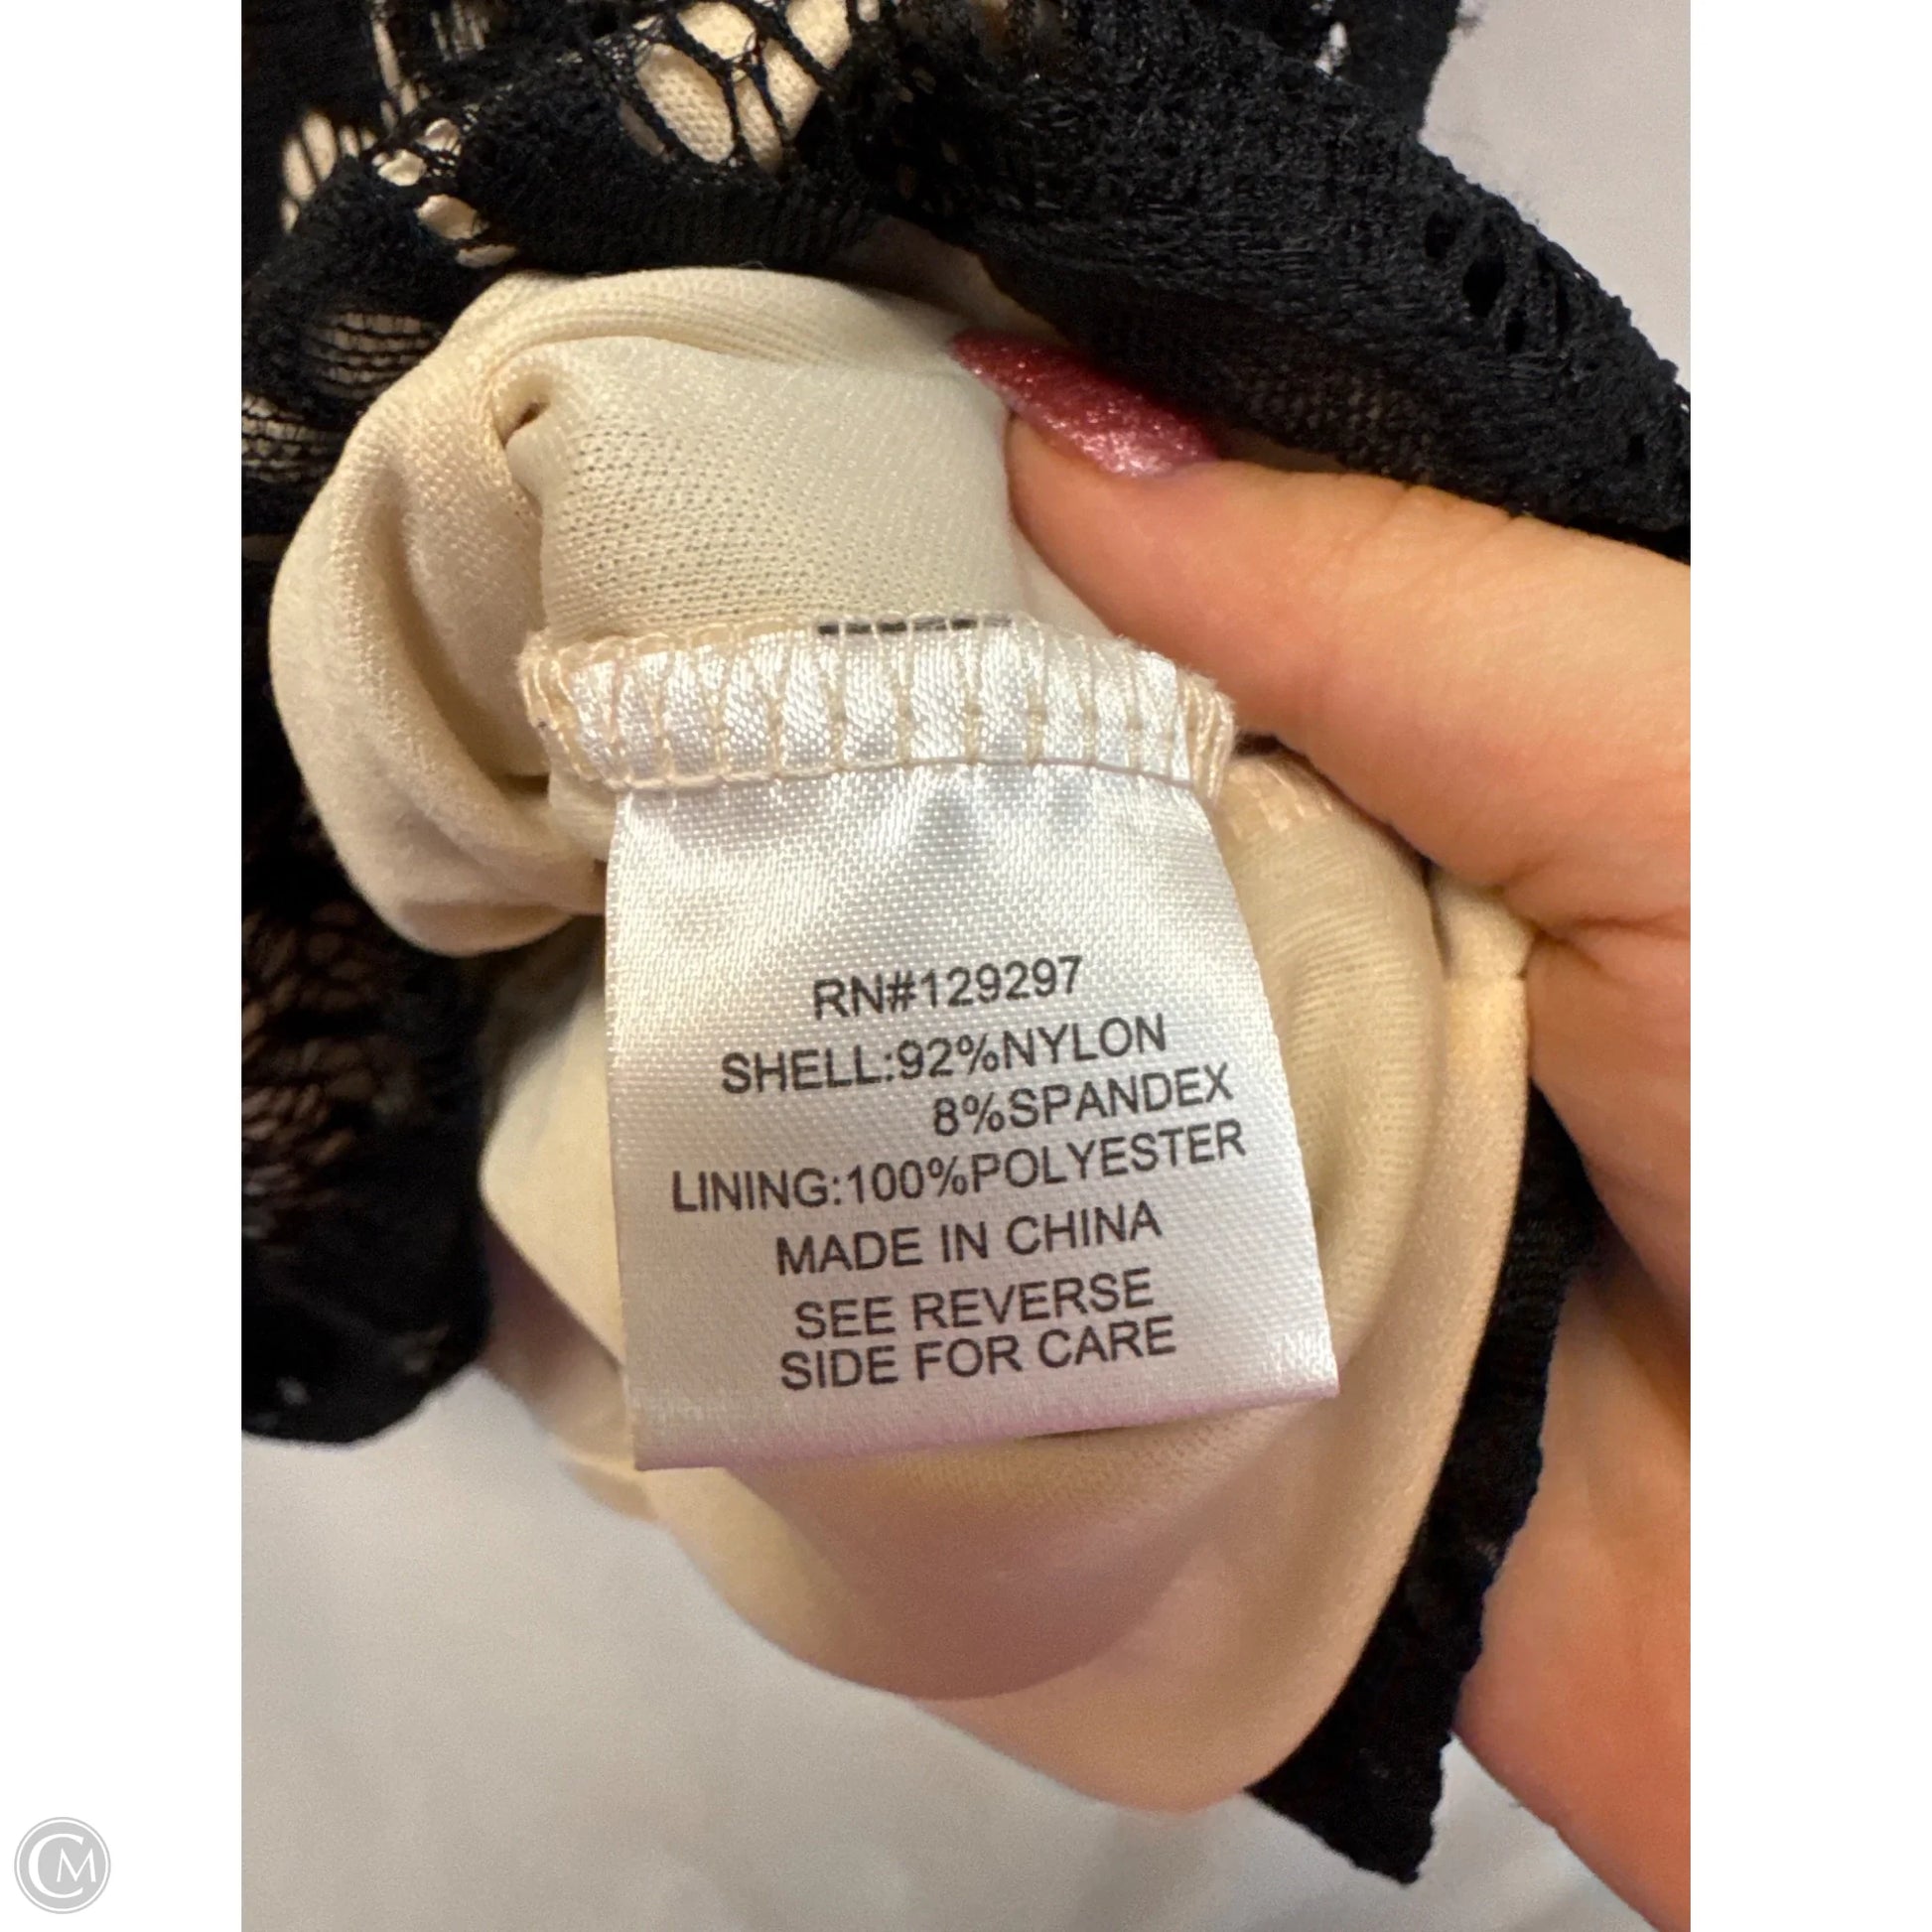 RN#129297
SHELL:92%NYLON
8%SPANDEX
LINING:100%POLYESTER
MADE IN CHINA
SEE REVERSE
SIDE FOR CARE
CM